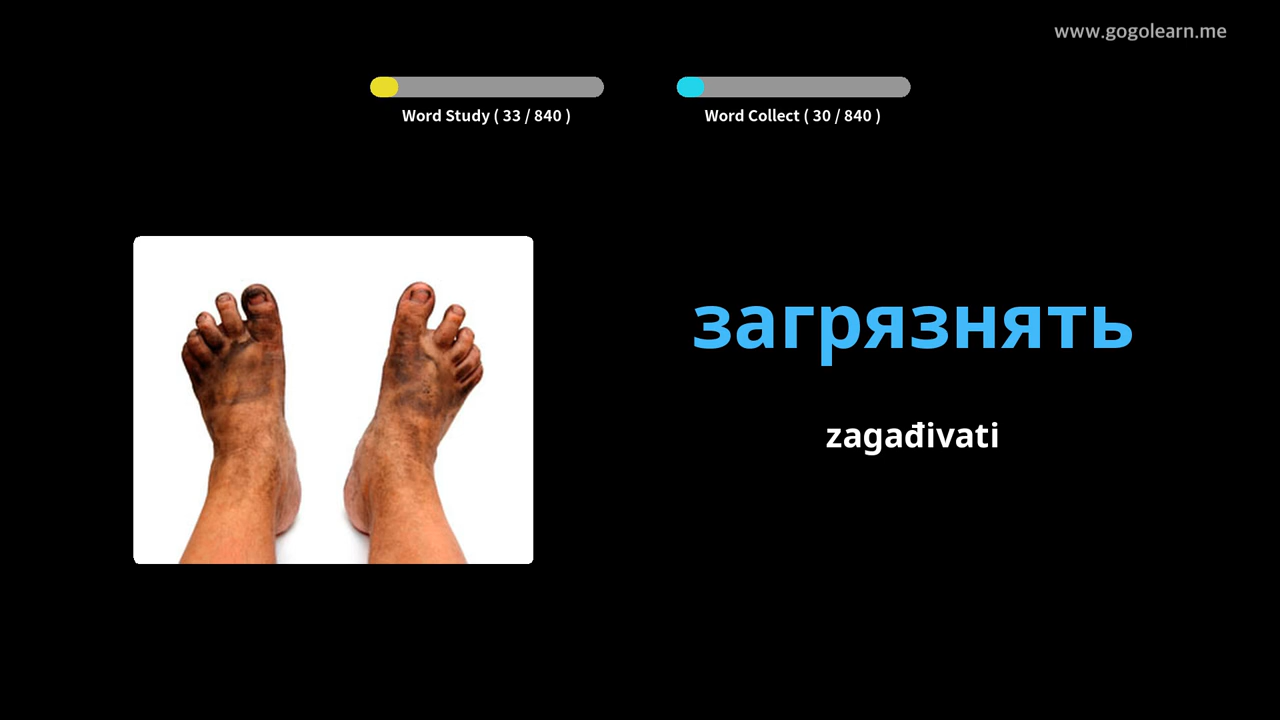 www.gogolearn.me
Word Study ( 33 / 840 )
Word Collect ( 30 / 840 )
загрязнять
zagađivati